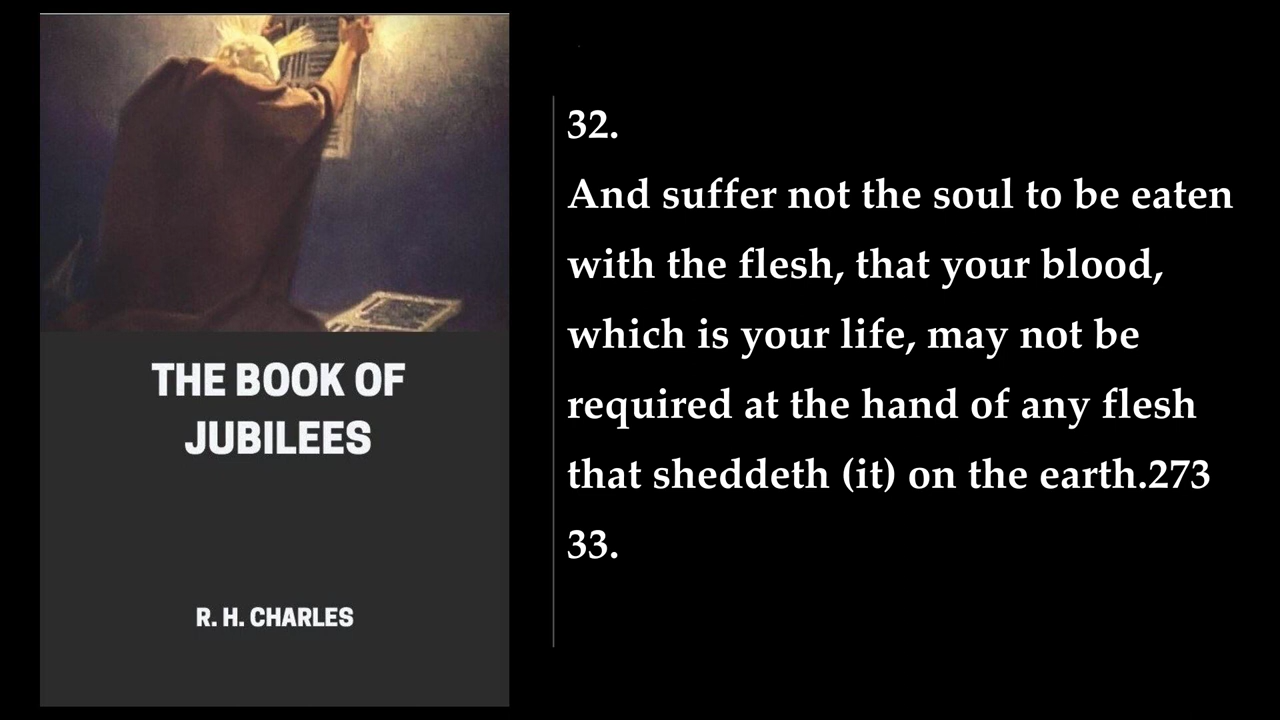 THE BOOK OF
JUBILEES
R. H. CHARLES
32.
And suffer not the soul to be eaten
with the flesh, that your blood,
which is your life, may not be
required at the hand of any flesh
that sheddeth (it) on the earth.273
33.